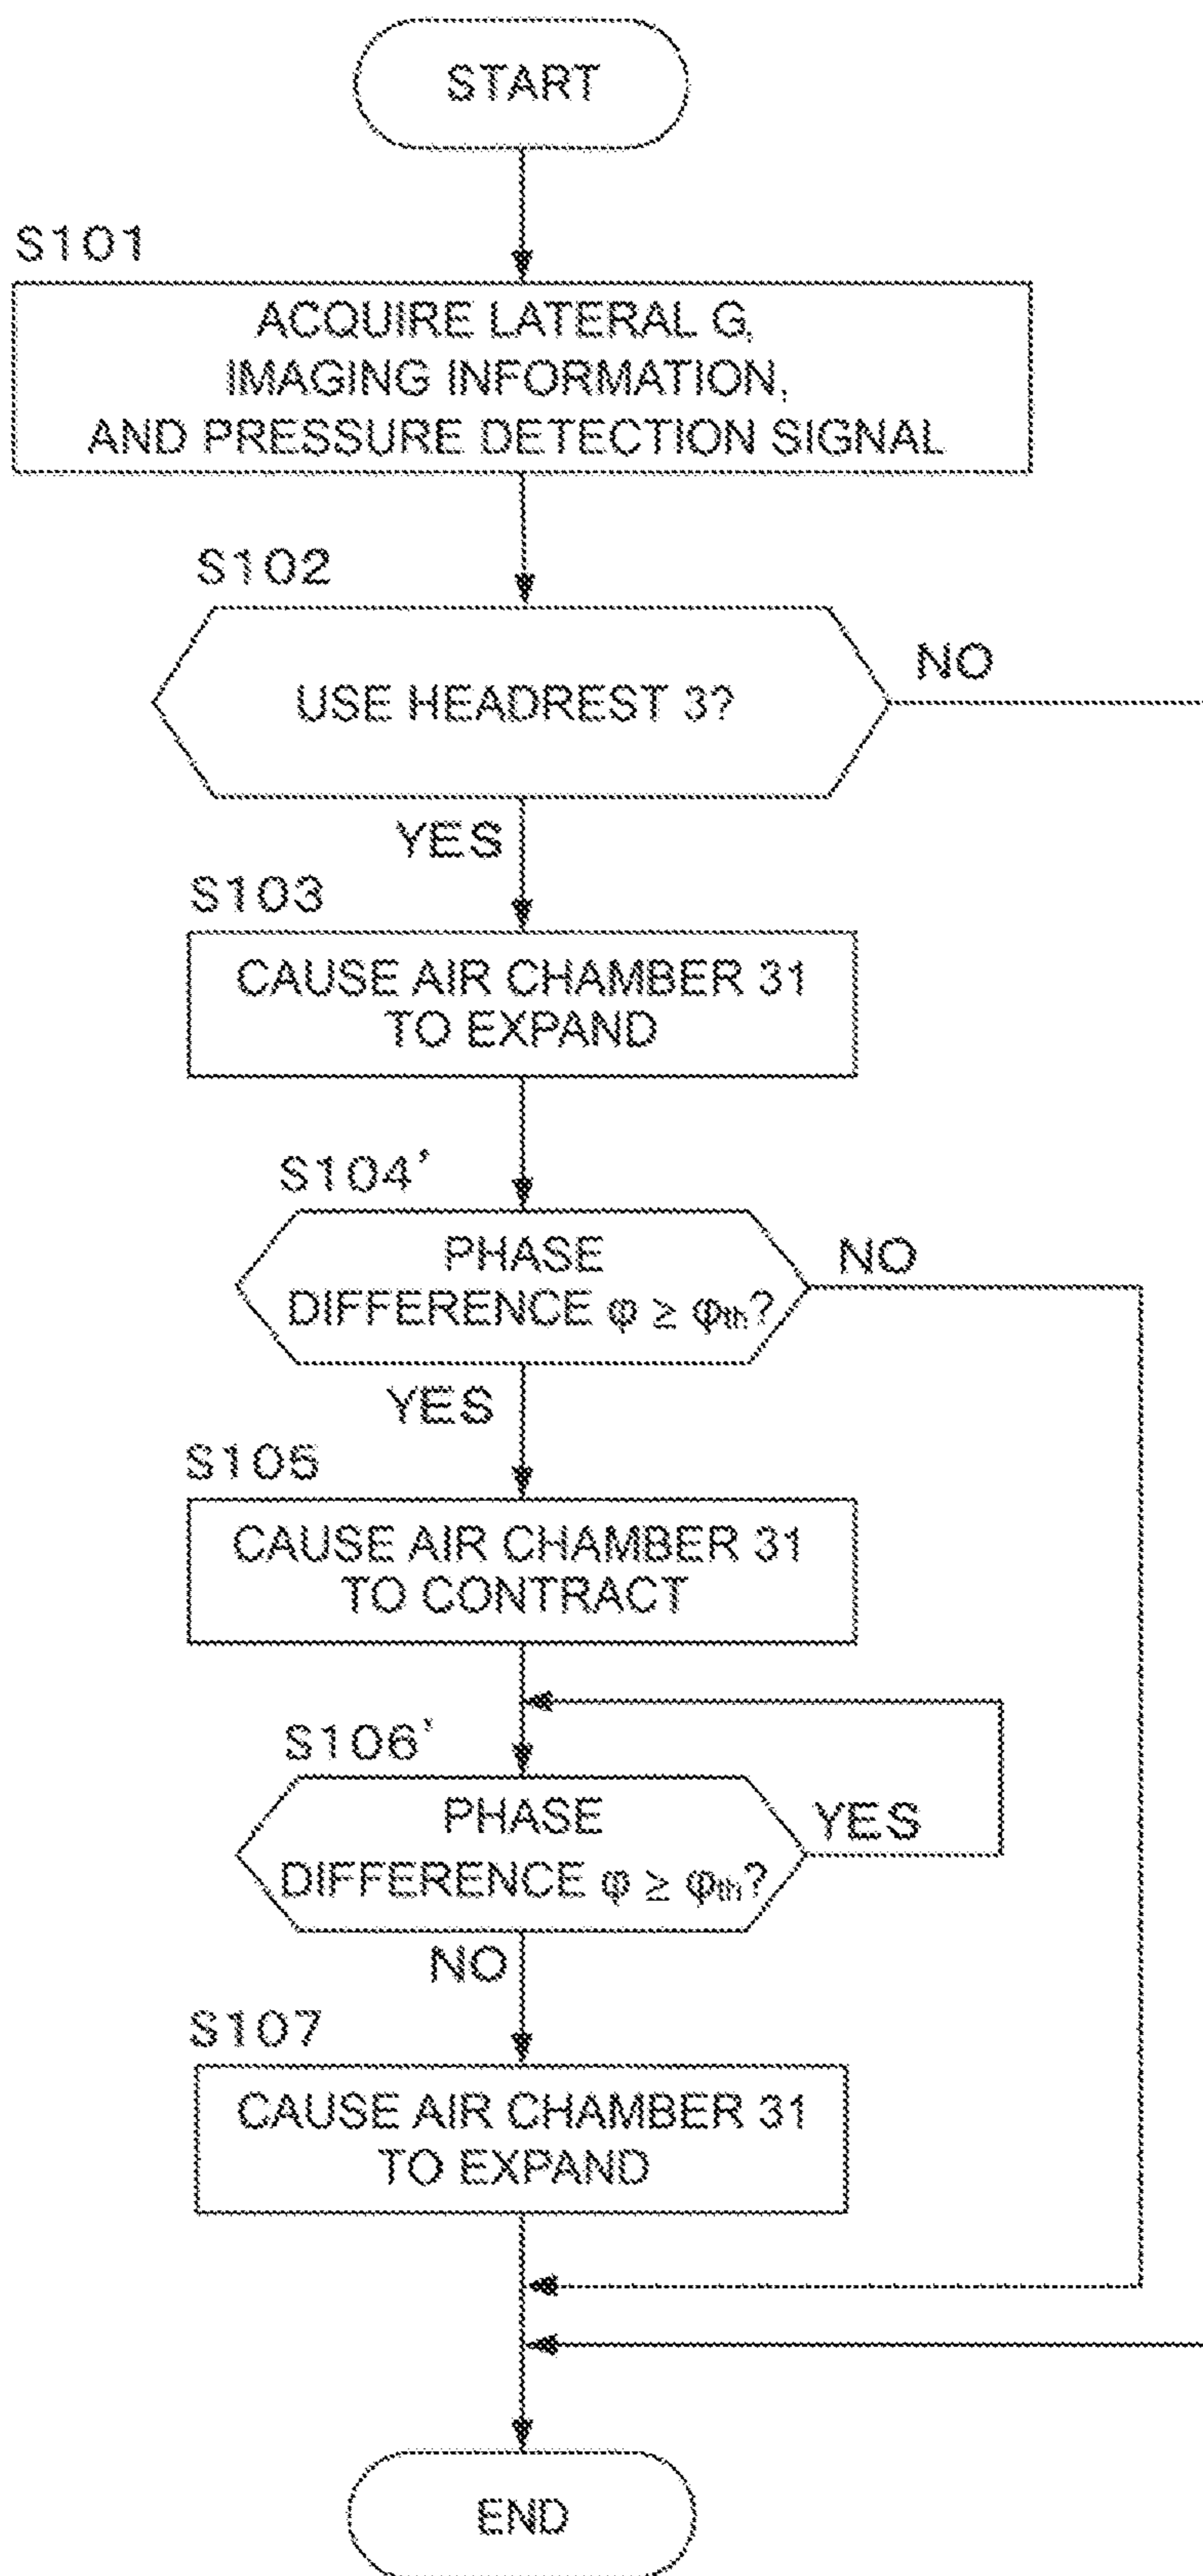 START
S101
ACQUIRE LATERAL G,
IMAGING INFORMATION,
AND PRESSURE DETECTION SIGNAL
S102
USE HEADREST 3?
NO
YES
S103
CAUSE AIR CHAMBER 31
TO EXPAND
S104'
PHASE
DIFFERENCE φ ≥ φth?
NO
YES
S105
CAUSE AIR CHAMBER 31
TO CONTRACT
S106'
PHASE
DIFFERENCE φ ≥ φth?
YES
NO
S107
CAUSE AIR CHAMBER 31
TO EXPAND
END